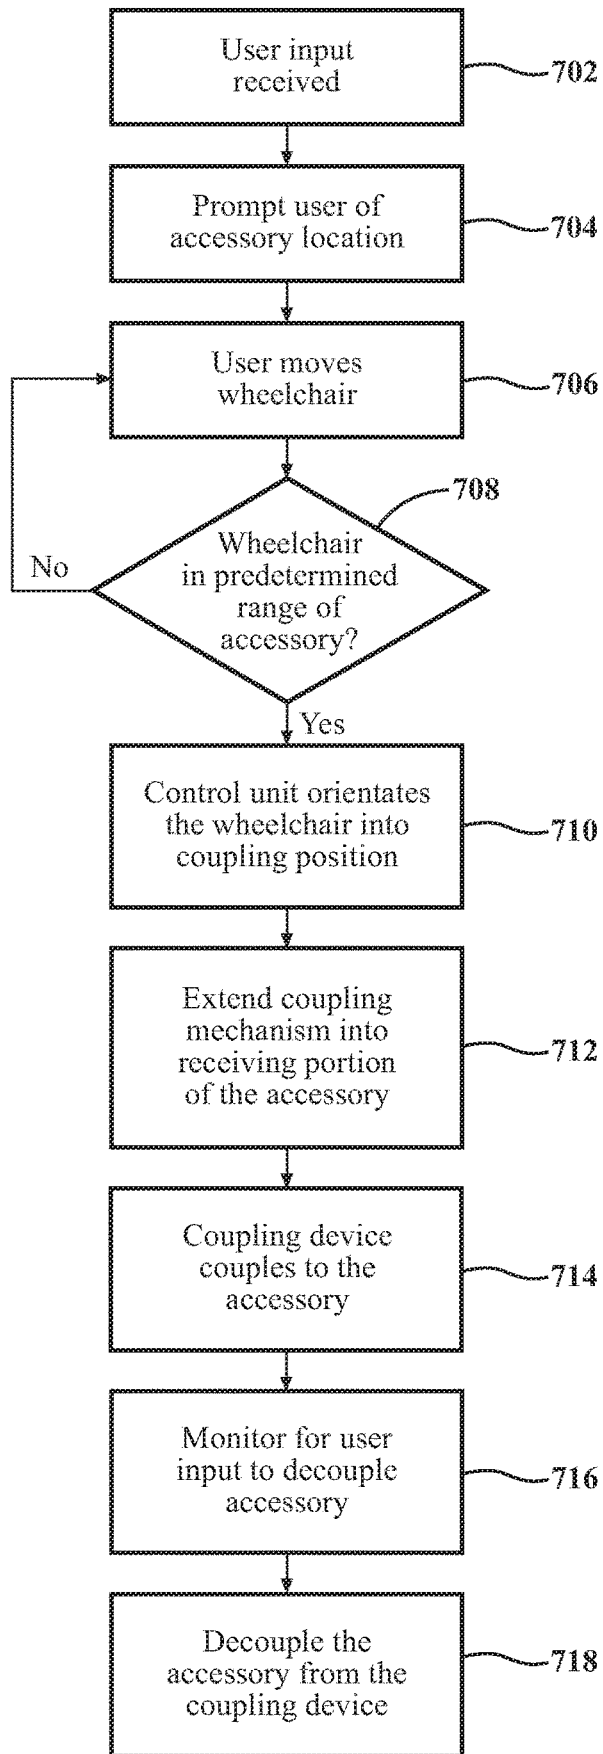 User input
received
702
Prompt user of
accessory location
704
User moves
wheelchair
706
708
Wheelchair
in predetermined
range of
accessory?
No
Yes
Control unit orientates
the wheelchair into
coupling position
710
Extend coupling
mechanism into
receiving portion
of the accessory
712
Coupling device
couples to the
accessory
714
Monitor for user
input to decouple
accessory
716
Decouple the
accessory from the
coupling device
718